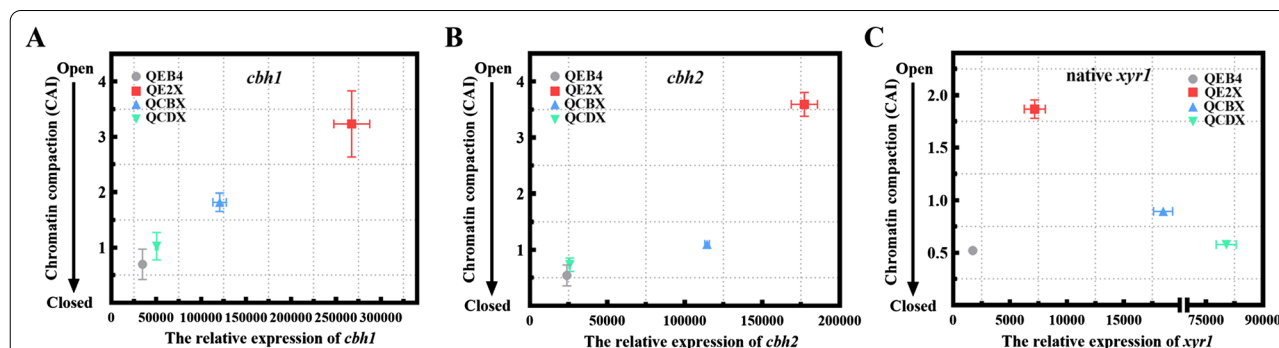 A
Open
Chromatin compaction (CAI)
Closed
4
3
2
1
cbh1
QEB4
QE2X
QCBX
QCDX
0 50000 100000 150000 200000 250000 300000
The relative expression of cbh1
B
Open
Chromatin compaction (CAI)
Closed
4
3
2
1
0
cbh2
QEB4
QE2X
QCBX
QCDX
0 50000 100000 150000 200000
The relative expression of cbh2
C
Open
Chromatin compaction (CAI)
Closed
2.0
1.5
1.0
0.5
native xyr1
QEB4
QE2X
QCBX
QCDX
0 5000 10000 15000 75000 90000
The relative expression of xyr1